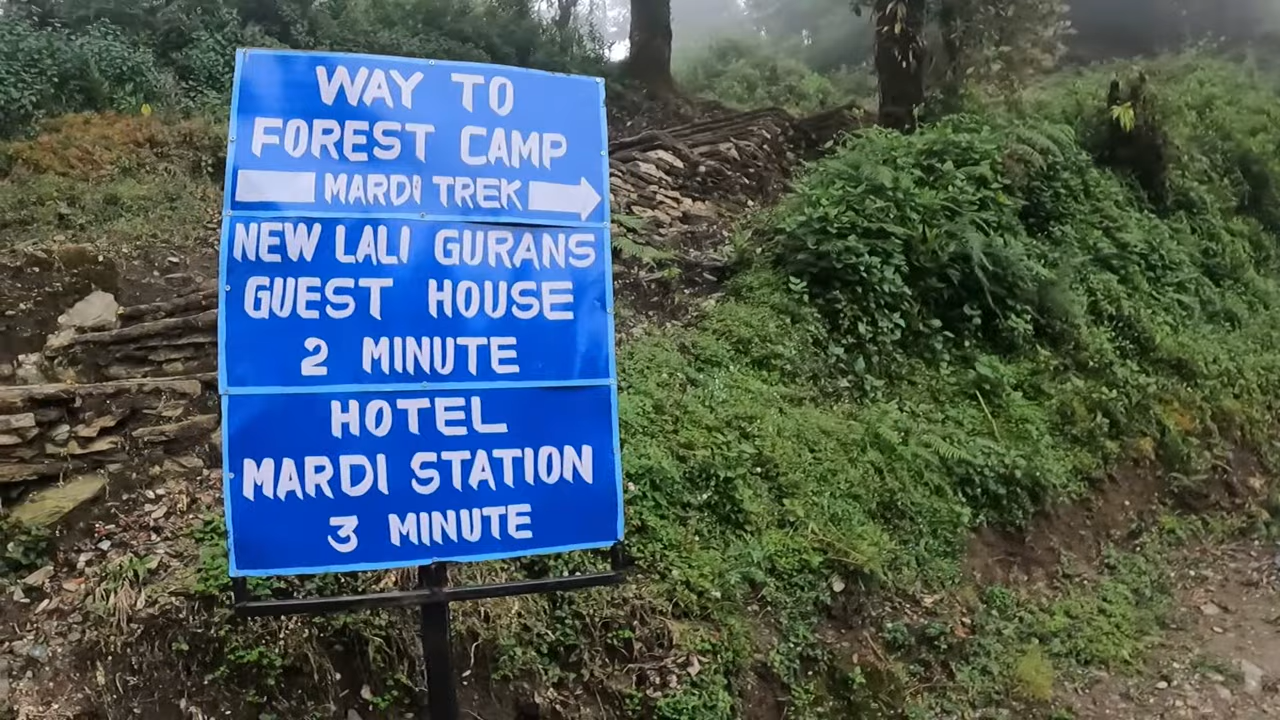 WAY TO
FOREST CAMP
MARDI TREK
NEW LALI GURANS
GUEST HOUSE
2 MINUTE
HOTEL
MARDI STATION
3 MINUTE